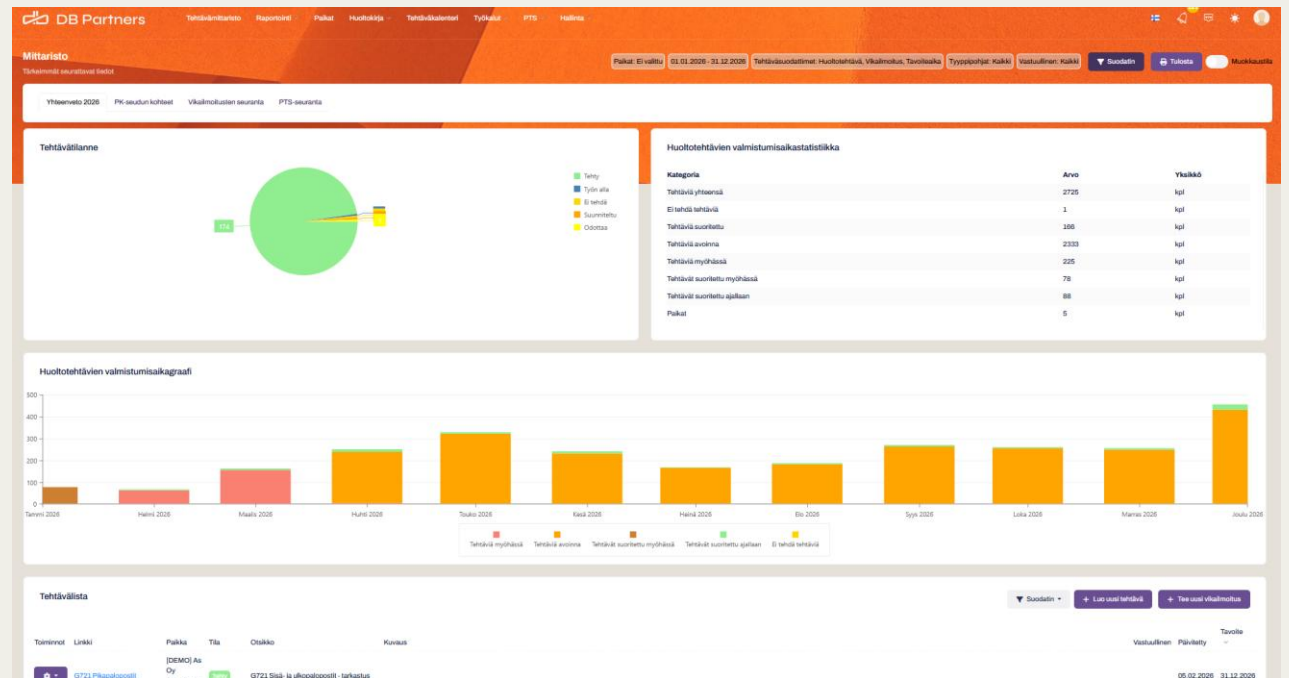 DB Partners
Tehtävämittaristo Raportointi Paikat Huoltokirja Tehtäväkalenteri Työkalut PTS Hallinta
Mittaristo
Tärkeimmät seurattavat tiedot
Paikat: Ei valittu 01.01.2026 - 31.12.2026 Tehtäväsuodattimet: Huoltotehtävä, Vikailmoitus, Tavoiteaika Tyyppipohjat: Kaikki Vastuullinen: Kaikki Suodatin Tulosta Muokkaustila
Yhteenveto 2026 PK-seudun kohteet Vikailmoitusten seuranta PTS-seuranta
Tehtävätilanne
374
Tehty
Työn alla
Ei tehdä
Suunniteltu
Odottaa
Huoltotehtävien valmistumisaikastatistiikka
Kategoria Arvo Yksikkö
Tehtäviä yhteensä 2725 kpl
Ei tehdä tehtäviä 1 kpl
Tehtäviä suoritettu 166 kpl
Tehtäviä avoinna 2333 kpl
Tehtäviä myöhässä 225 kpl
Tehtävät suoritettu myöhässä 78 kpl
Tehtävät suoritettu ajallaan 88 kpl
Paikat 5 kpl
Huoltotehtävien valmistumisaikagraafi
500
400
300
200
100
0
Tammi 2026 Helmi 2026 Maalis 2026 Huhti 2026 Touko 2026 Kesä 2026 Heinä 2026 Elo 2026 Syys 2026 Loka 2026 Marras 2026 Joulu 2026
Tehtäviä myöhässä Tehtäviä avoinna Tehtävät suoritettu myöhässä Tehtävät suoritettu ajallaan Ei tehdä tehtäviä
Tehtävälista
Suodatin + Luo uusi tehtävä + Tee uusi vikailmoitus
Toiminnot Linkki Paikka Tila Otsikko Kuvaus Vastuullinen Päivitetty Tavoite
[DEMO] As
Oy
G721 Pikapalopostit Tehty G721 Sisä- ja ulkopalopostit - tarkastus 05.02.2026 31.12.2026